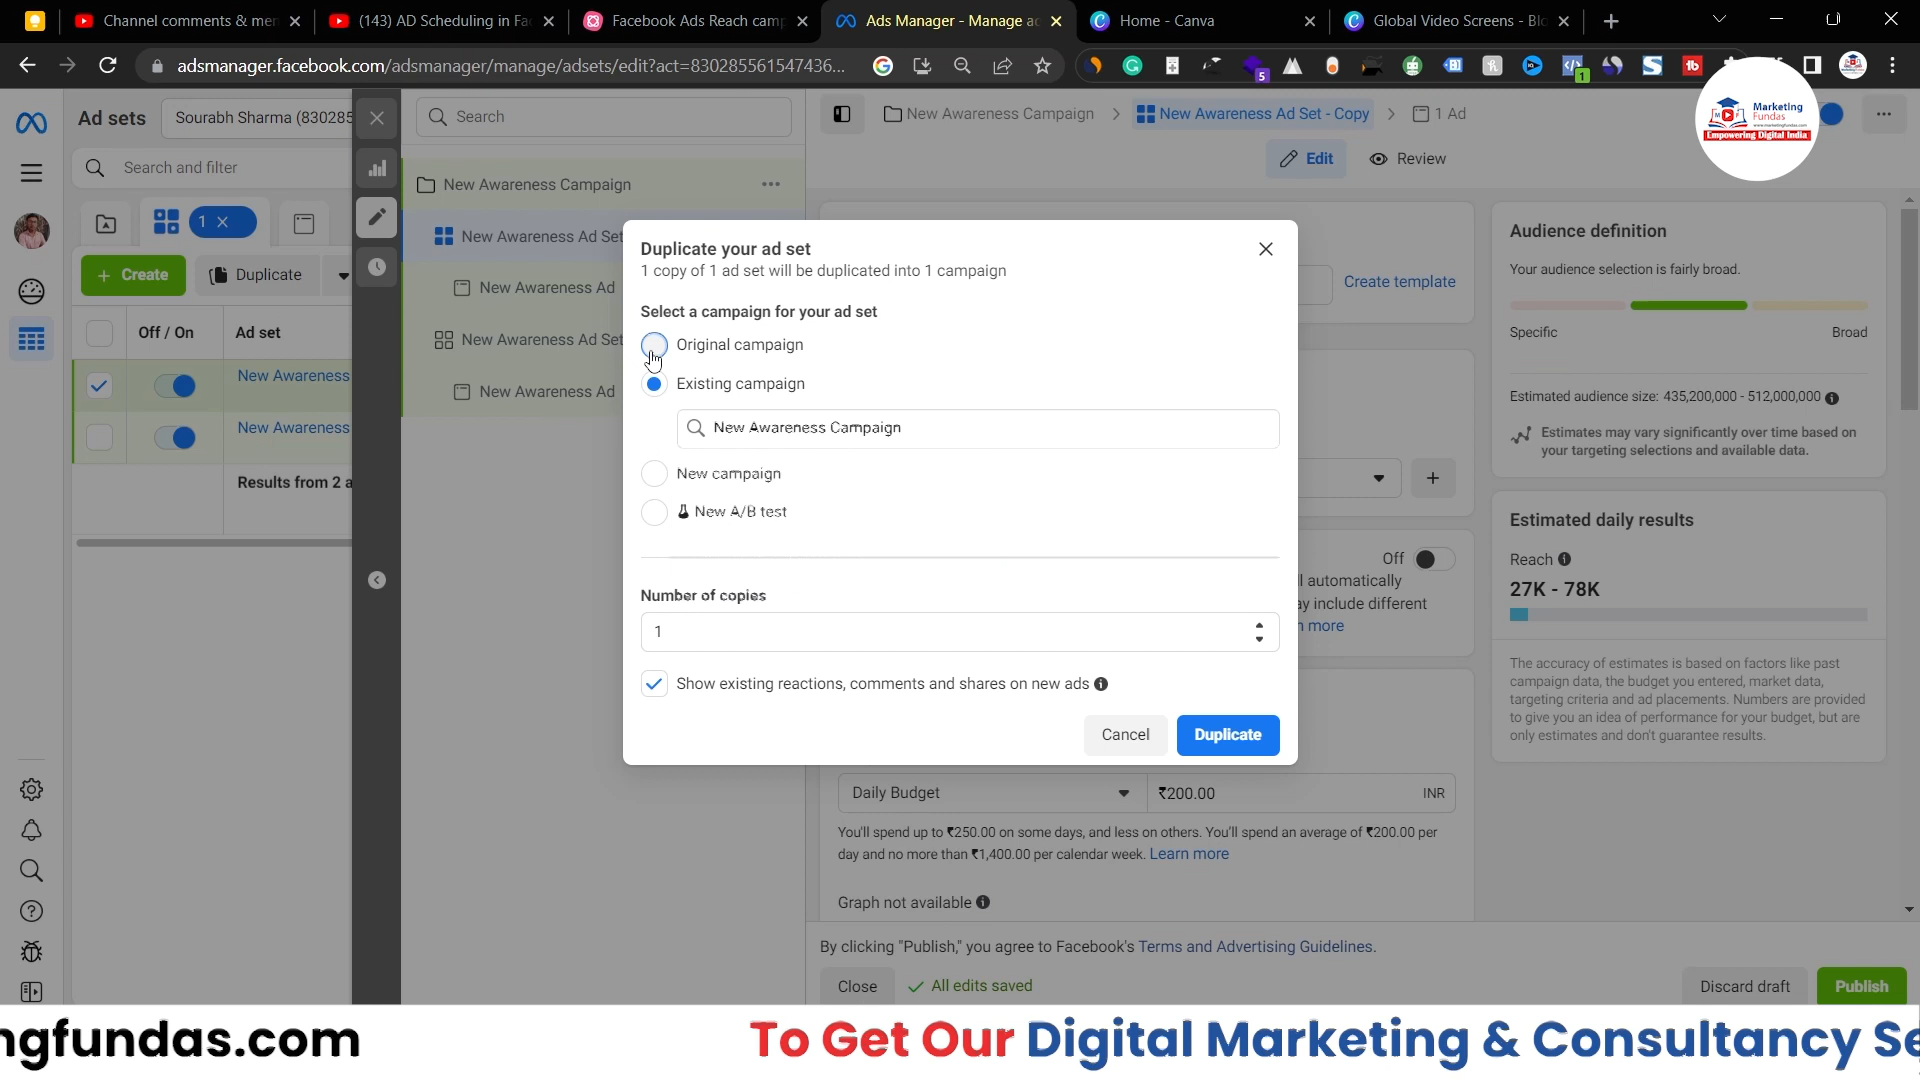 Channel comments & men
(143) AD Scheduling in Fa
Facebook Ads Reach camp
Ads Manager - Manage ad
Home - Canva
Global Video Screens - Blo
adsmanager.facebook.com/adsmanager/manage/adsets/edit?act=830285561547436...
5
1
Marketing
Fundas
www.marketingfundas.com
Empowering Digital India
Ad sets
Sourabh Sharma (830285
Search and filter
1
+ Create
Duplicate
Off / On
Ad set
New Awareness
New Awareness
Results from 2 a
Search
New Awareness Campaign
New Awareness Ad Set
New Awareness Ad
New Awareness Ad Set
New Awareness Ad
New Awareness Campaign
New Awareness Ad Set - Copy
1 Ad
Edit
Review
Create template
Off
l automatically
ay include different
n more
Duplicate your ad set
1 copy of 1 ad set will be duplicated into 1 campaign
Select a campaign for your ad set
Original campaign
Existing campaign
New Awareness Campaign
New campaign
New A/B test
Number of copies
1
Show existing reactions, comments and shares on new ads
Cancel
Duplicate
Daily Budget
₹200.00
INR
You'll spend up to ₹250.00 on some days, and less on others. You'll spend an average of ₹200.00 per
day and no more than ₹1,400.00 per calendar week. Learn more
Graph not available
Audience definition
Your audience selection is fairly broad.
Specific
Broad
Estimated audience size: 435,200,000 - 512,000,000
Estimates may vary significantly over time based on
your targeting selections and available data.
Estimated daily results
Reach
27K - 78K
The accuracy of estimates is based on factors like past
campaign data, the budget you entered, market data,
targeting criteria and ad placements. Numbers are provided
to give you an idea of performance for your budget, but are
only estimates and don't guarantee results.
By clicking "Publish," you agree to Facebook's Terms and Advertising Guidelines.
Close
All edits saved
Discard draft
Publish
ngfundas.com
To Get Our Digital Marketing & Consultancy Se